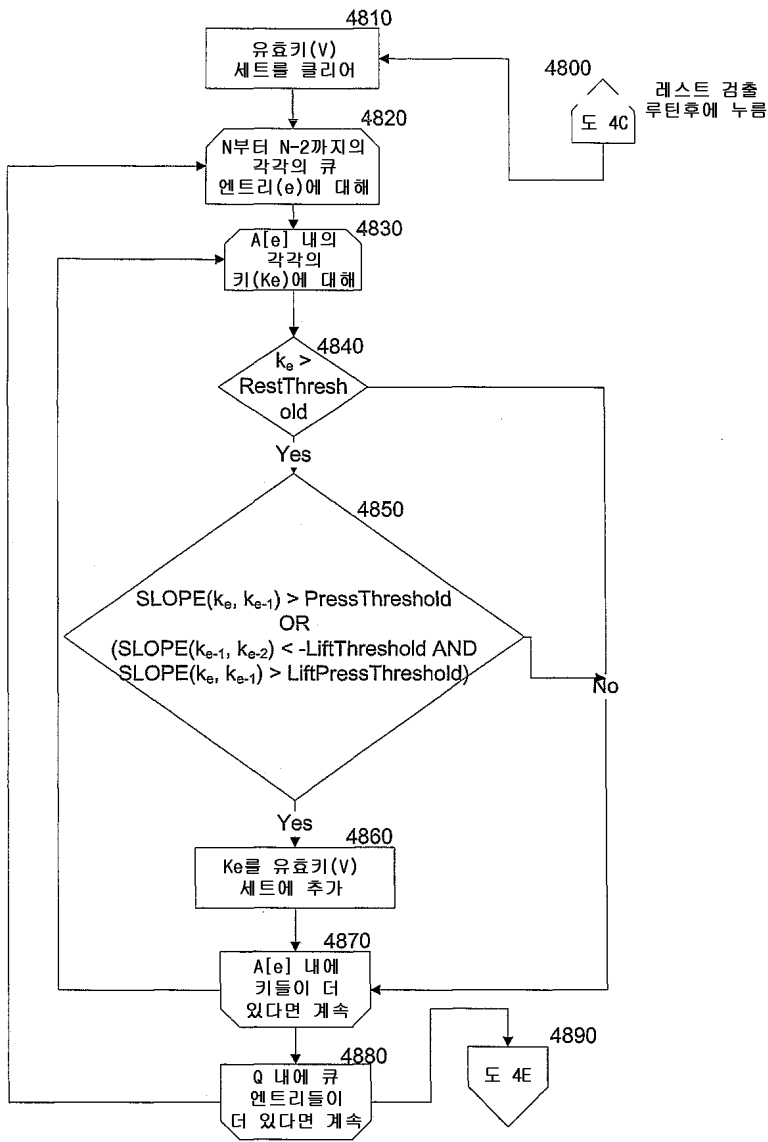 4810
유효키(V)
세트를 클리어
4800
도 4C
레스트 검출
루틴후에 누름
4820
N부터 N-2까지의
각각의 큐
엔트리(e)에 대해
4830
A[e] 내의
각각의
키(Ke)에 대해
4840
ke >
RestThresh
old
Yes
4850
SLOPE(ke, ke-1) > PressThreshold
OR
(SLOPE(ke-1, ke-2) < -LiftThreshold AND
SLOPE(ke, ke-1) > LiftPressThreshold)
No
Yes
4860
Ke를 유효키(V)
세트에 추가
4870
A[e] 내에
키들이 더
있다면 계속
4880
Q 내에 큐
엔트리들이
더 있다면 계속
4890
도 4E